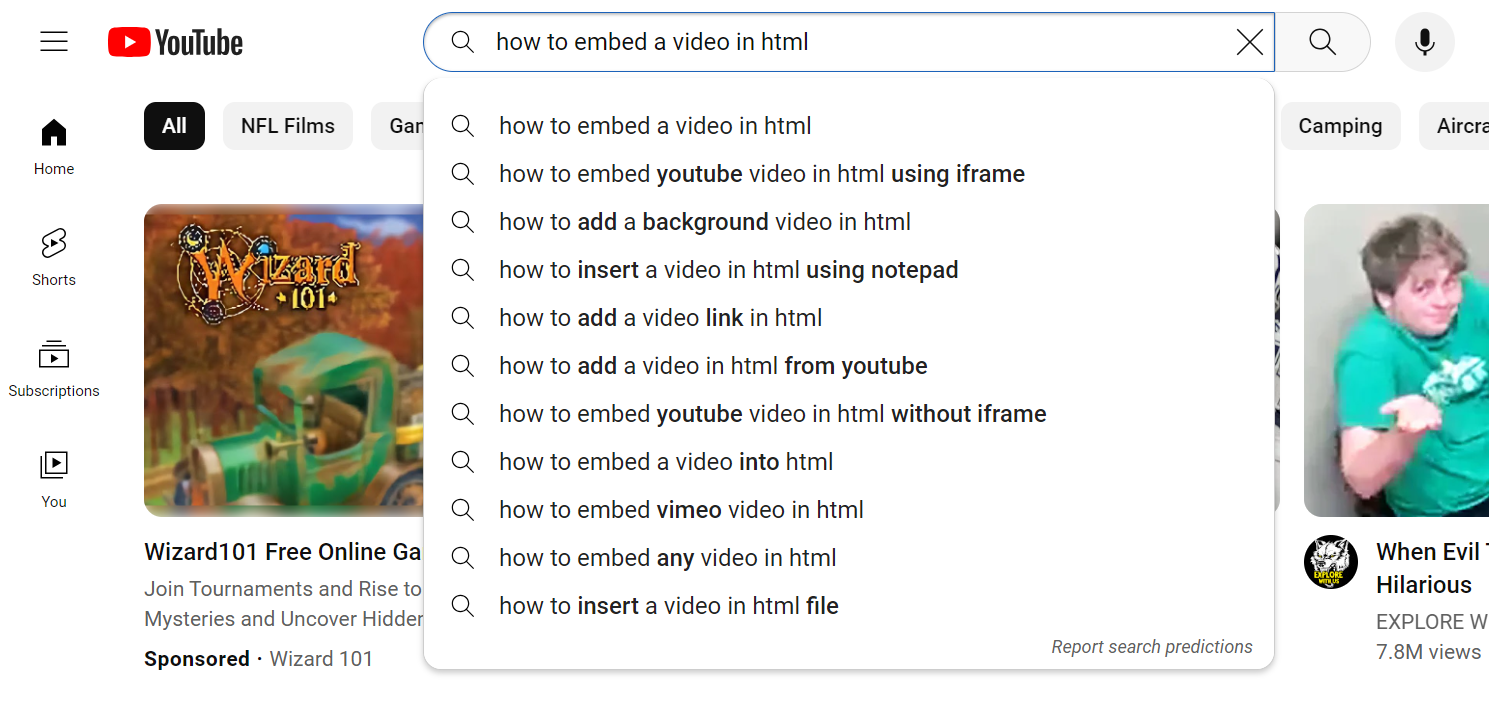 YouTube
how to embed a video in html
All
NFL Films
Camping
how to embed a video in html
how to embed youtube video in html using iframe
how to add a background video in html
how to insert a video in html using notepad
how to add a video link in html
how to add a video in html from youtube
how to embed youtube video in html without iframe
how to embed a video into html
how to embed vimeo video in html
how to embed any video in html
how to insert a video in html file
Report search predictions
Home
Shorts
Subscriptions
You
Wizard
101
Wizard101 Free Online
Join Tournaments and Rise to
Mysteries and Uncover
Sponsored · Wizard 101
EXPLORE
WITH US
When Evil
Hilarious
EXPLORE
7.8M views